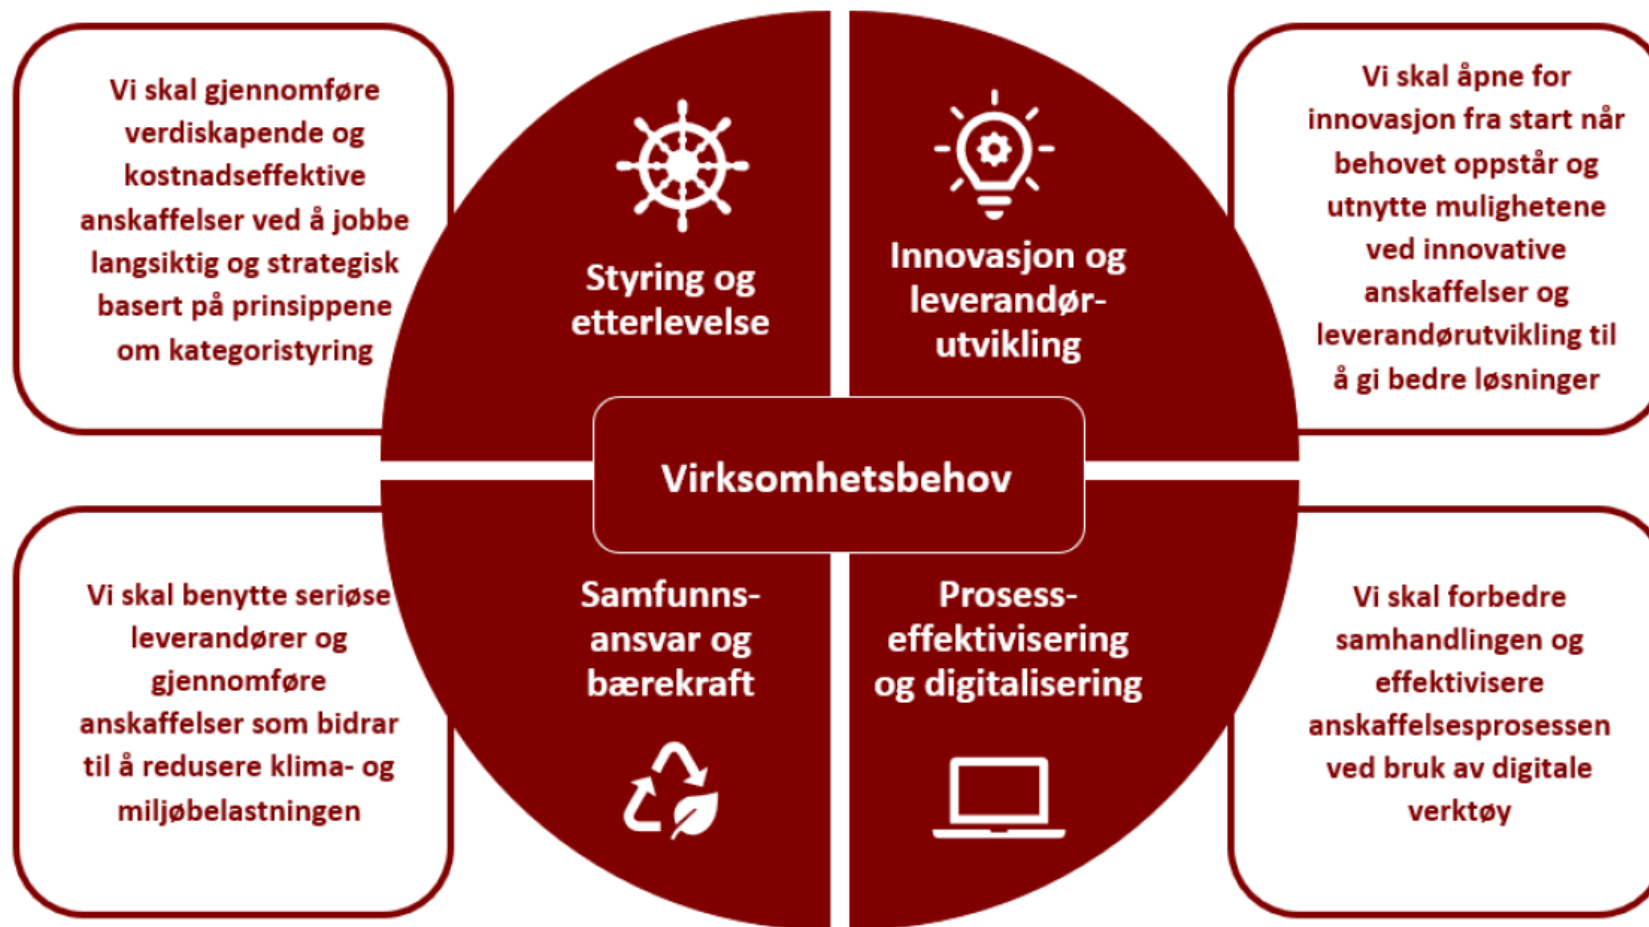 Vi skal gjennomføre
verdiskapende og
kostnadseffektive
anskaffelser ved å jobbe
langsiktig og strategisk
basert på prinsippene
om kategoristyring
Styring og
etterlevelse
Innovasjon og
leverandør-
utvikling
Vi skal åpne for
innovasjon fra start når
behovet oppstår og
utnytte mulighetene
ved innovative
anskaffelser og
leverandørutvikling til
å gi bedre løsninger
Virksomhetsbehov
Vi skal benytte seriøse
leverandører og
gjennomføre
anskaffelser som bidrar
til å redusere klima- og
miljøbelastningen
Samfunns-
ansvar og
bærekraft
Prosess-
effektivisering
og digitalisering
Vi skal forbedre
samhandlingen og
effektivisere
anskaffelsesprosessen
ved bruk av digitale
verktøy